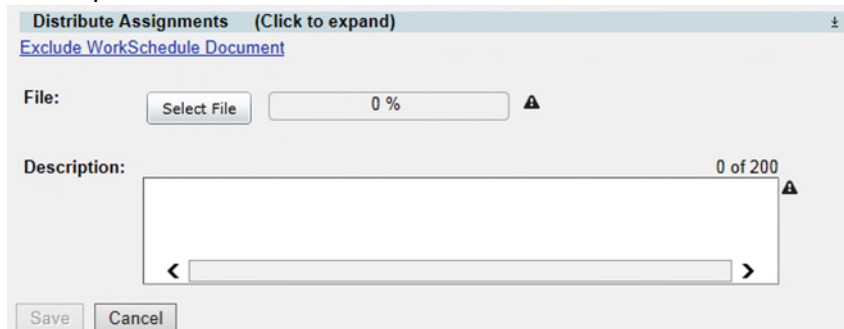 Distribute Assignments (Click to expand)
Exclude WorkSchedule Document
File: Select File 0 %
Description: 0 of 200
Save Cancel